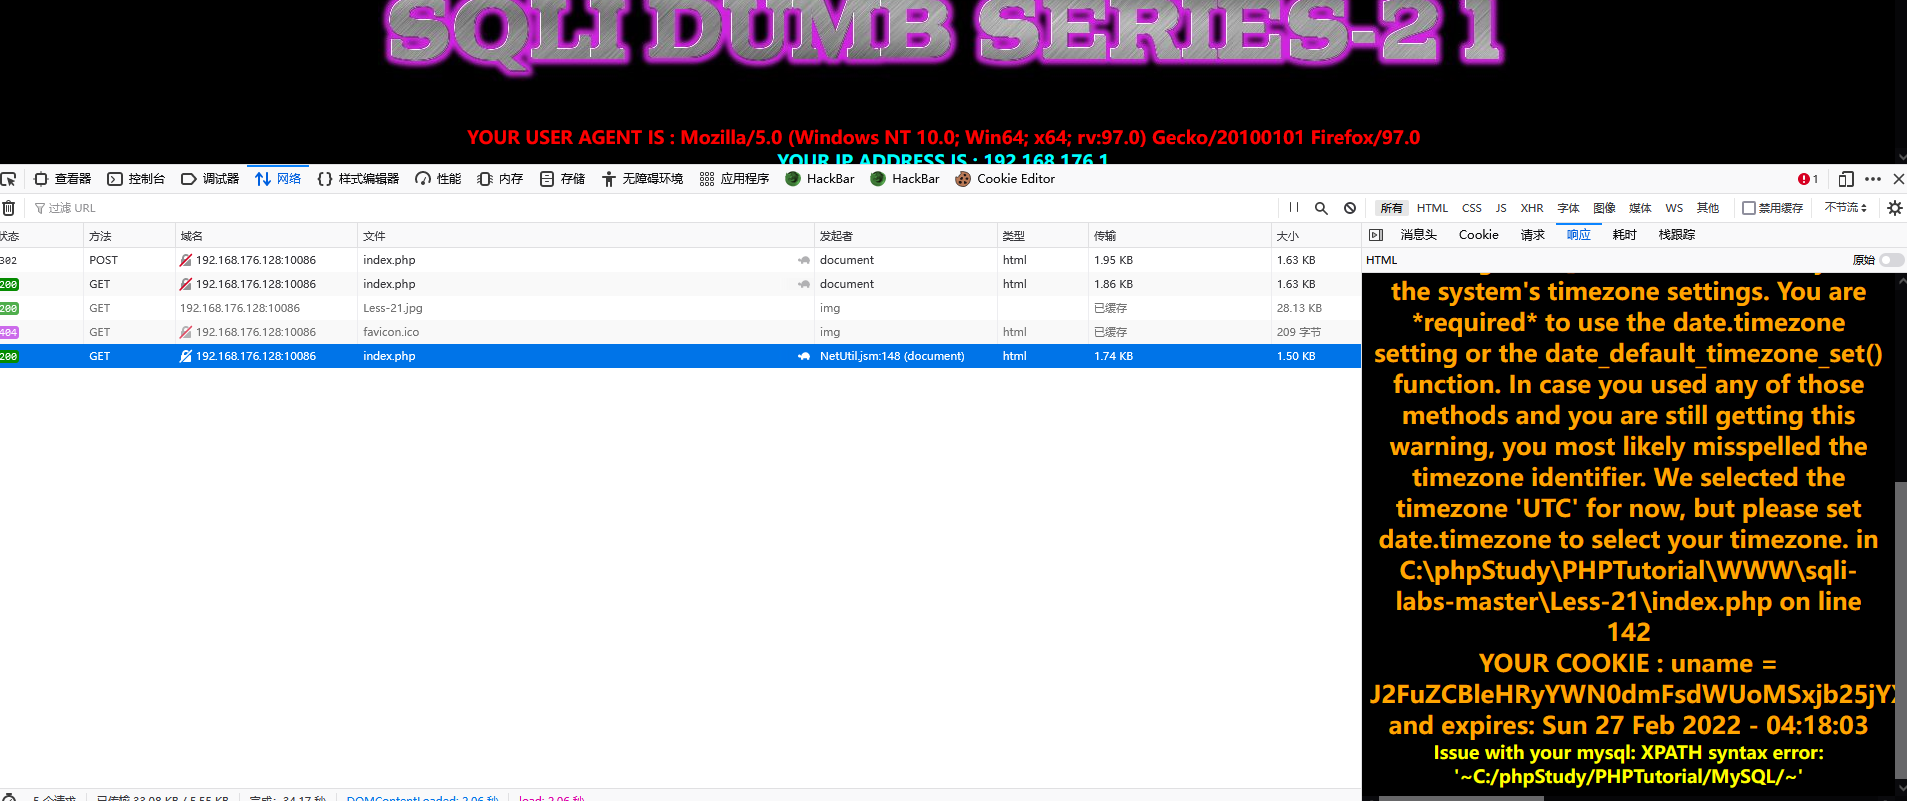 SQLI DUMB SERIES-21
YOUR USER AGENT IS : Mozilla/5.0 (Windows NT 10.0; Win64; x64; rv:97.0) Gecko/20100101 Firefox/97.0
YOUR IP ADDRESS IS : 192.168.176.1
查看器 控制台 调试器 网络 样式编辑器 性能 内存 存储 无障碍环境 应用程序 HackBar HackBar Cookie Editor 1
过滤 URL 所有 HTML CSS JS XHR 字体 图像 媒体 WS 其他 禁用缓存 不节流
状态 方法 域名 文件 发起者 类型 传输 大小
302 POST 192.168.176.128:10086 index.php document html 1.95 KB 1.63 KB
200 GET 192.168.176.128:10086 index.php document html 1.86 KB 1.63 KB
200 GET 192.168.176.128:10086 Less-21.jpg img 已缓存 28.13 KB
404 GET 192.168.176.128:10086 favicon.ico img html 已缓存 209 字节
200 GET 192.168.176.128:10086 index.php NetUtil.jsm:148 (document) html 1.74 KB 1.50 KB
消息头 Cookie 请求 响应 耗时 栈跟踪
HTML 原始
the system's timezone settings. You are
*required* to use the date.timezone
setting or the date_default_timezone_set()
function. In case you used any of those
methods and you are still getting this
warning, you most likely misspelled the
timezone identifier. We selected the
timezone 'UTC' for now, but please set
date.timezone to select your timezone. in
C:\phpStudy\PHPTutorial\WWW\sqli-
labs-master\Less-21\index.php on line
142
YOUR COOKIE : uname =
J2FuZCBleHRyYWN0dmFsdWUoMSxjb25jYX
and expires: Sun 27 Feb 2022 - 04:18:03
Issue with your mysql: XPATH syntax error:
'~C:/phpStudy/PHPTutorial/MySQL/~'
5 个请求 已传输 33.08 KB / 5.55 KB 完成: 34.17 秒 DOMContentLoaded: 2.06 秒 load: 2.06 秒